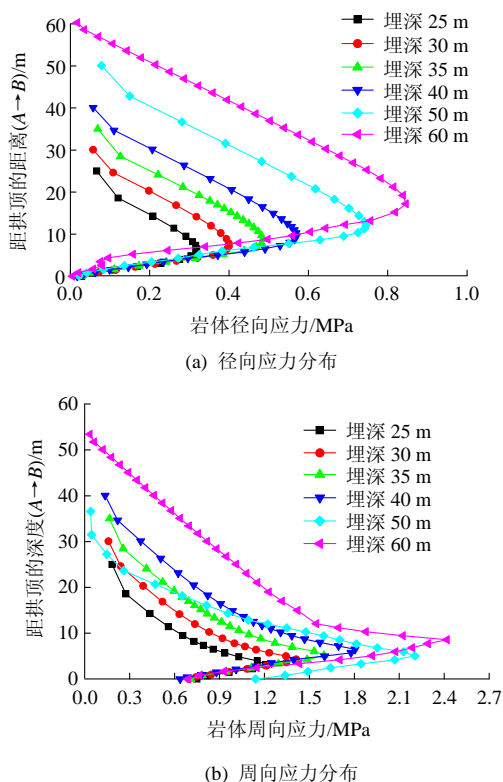 60
50
40
30
20
10
0
距拱顶的距离(A→B)/m
埋深 25 m
埋深 30 m
埋深 35 m
埋深 40 m
埋深 50 m
埋深 60 m
0 0.2 0.4 0.6 0.8 1.0
岩体径向应力/MPa
(a) 径向应力分布
60
50
40
30
20
10
0
距拱顶的深度(A→B)/m
埋深 25 m
埋深 30 m
埋深 35 m
埋深 40 m
埋深 50 m
埋深 60 m
0.0 0.3 0.6 0.9 1.2 1.5 1.8 2.1 2.4 2.7
岩体周向应力/MPa
(b) 周向应力分布